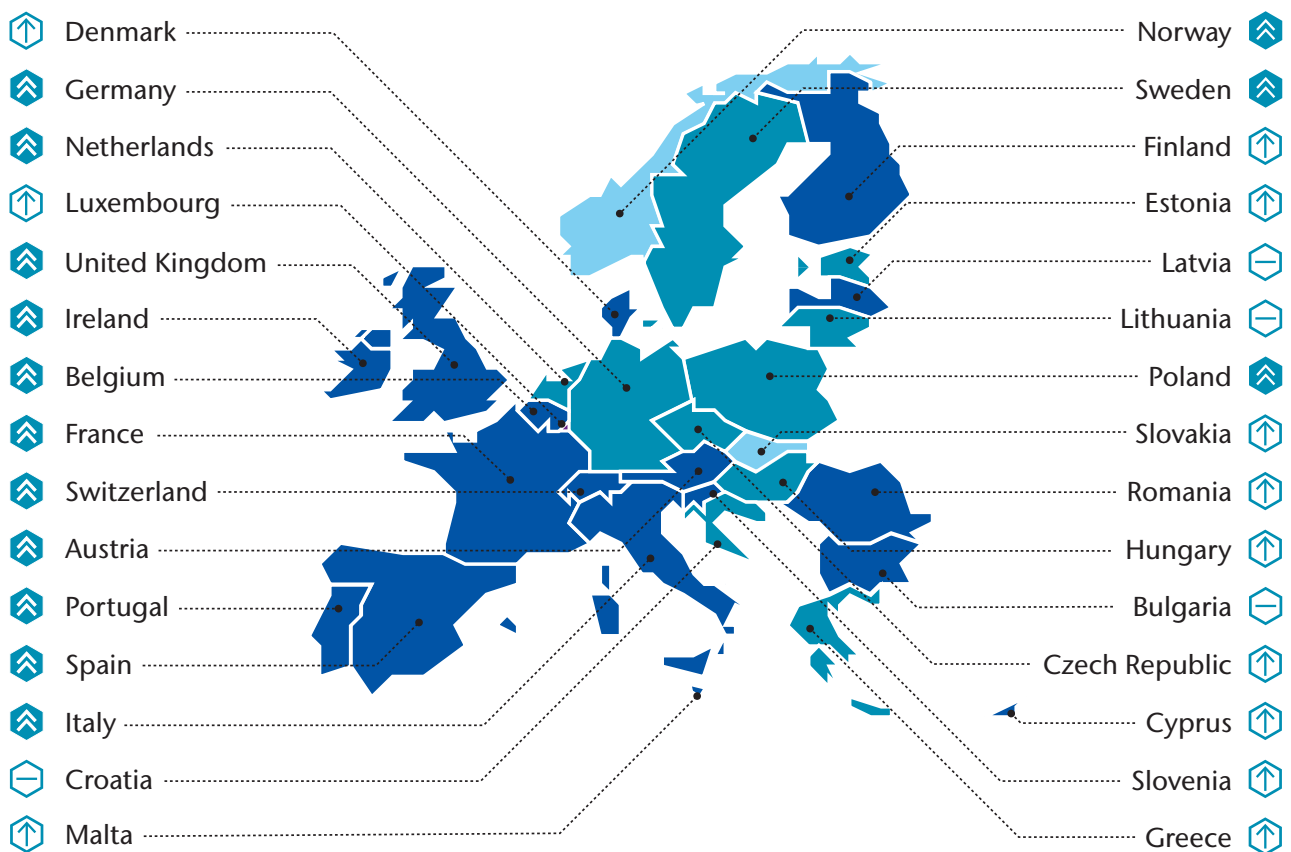 Denmark
Germany
Netherlands
Luxembourg
United Kingdom
Ireland
Belgium
France
Switzerland
Austria
Portugal
Spain
Italy
Croatia
Malta
Norway
Sweden
Finland
Estonia
Latvia
Lithuania
Poland
Slovakia
Romania
Hungary
Bulgaria
Czech Republic
Cyprus
Slovenia
Greece